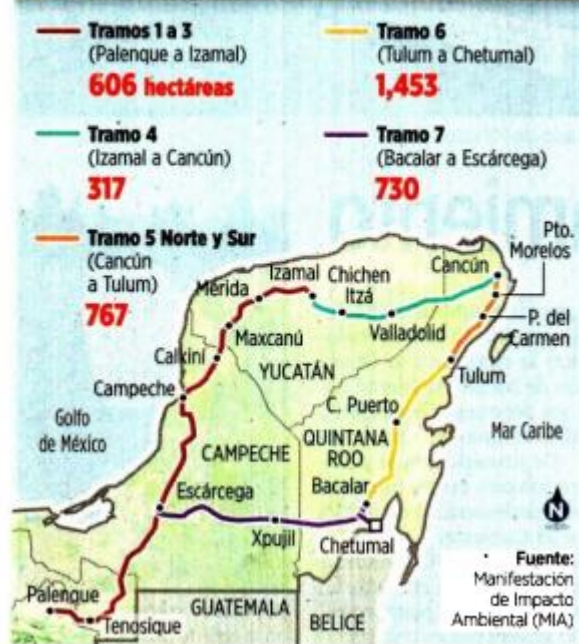 Tramos 1 a 3
(Palenque a Izamal)
606 hectáreas
Tramo 4
(Izamal a Cancún)
317
Tramo 5 Norte y Sur
(Cancún
a Tulum)
767
Tramo 6
(Tulum a Chetumal)
1,453
Tramo 7
(Bacalar a Escárcega)
730
Pto.
Morelos
Cancún
Izamal
Chichen
Itzá
Mérida
Valladolid
P. del
Carmen
Maxcanú
Calkiní
YUCATÁN
Tulum
Campeche
C. Puerto
Golfo
de México
Mar Caribe
CAMPECHE
QUINTANA
ROO
Bacalar
Escárcega
Xpujil
Chetumal
N
Palenque
Tenosique
GUATEMALA
BELICE
Fuente:
Manifestación
de Impacto
Ambiental (MIA)